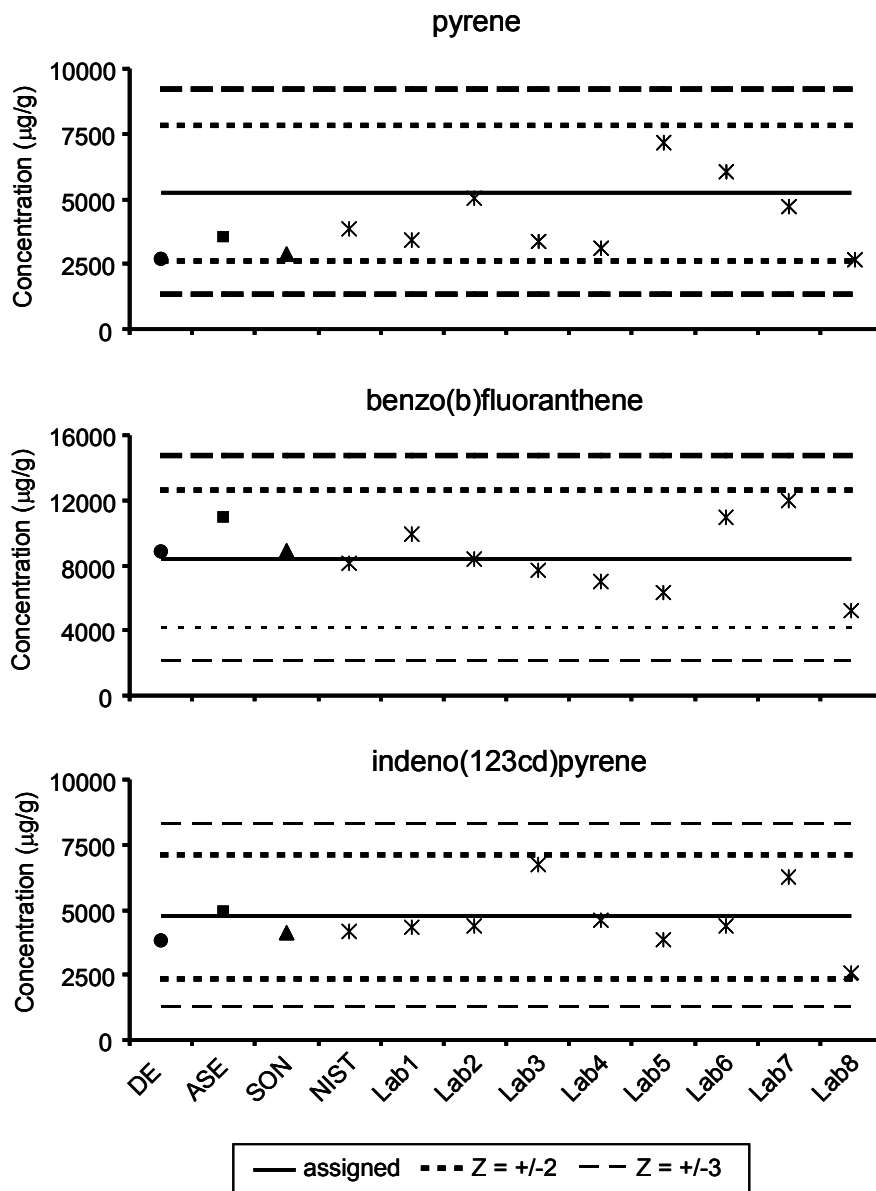 pyrene
Concentration (μg/g)
10000
7500
5000
2500
0
benzo(b)fluoranthene
Concentration (μg/g)
16000
12000
8000
4000
0
indeno(123cd)pyrene
Concentration (μg/g)
10000
7500
5000
2500
0
DE
ASE
SON
NIST
Lab1
Lab2
Lab3
Lab4
Lab5
Lab6
Lab7
Lab8
assigned Z = +/-2 Z = +/-3